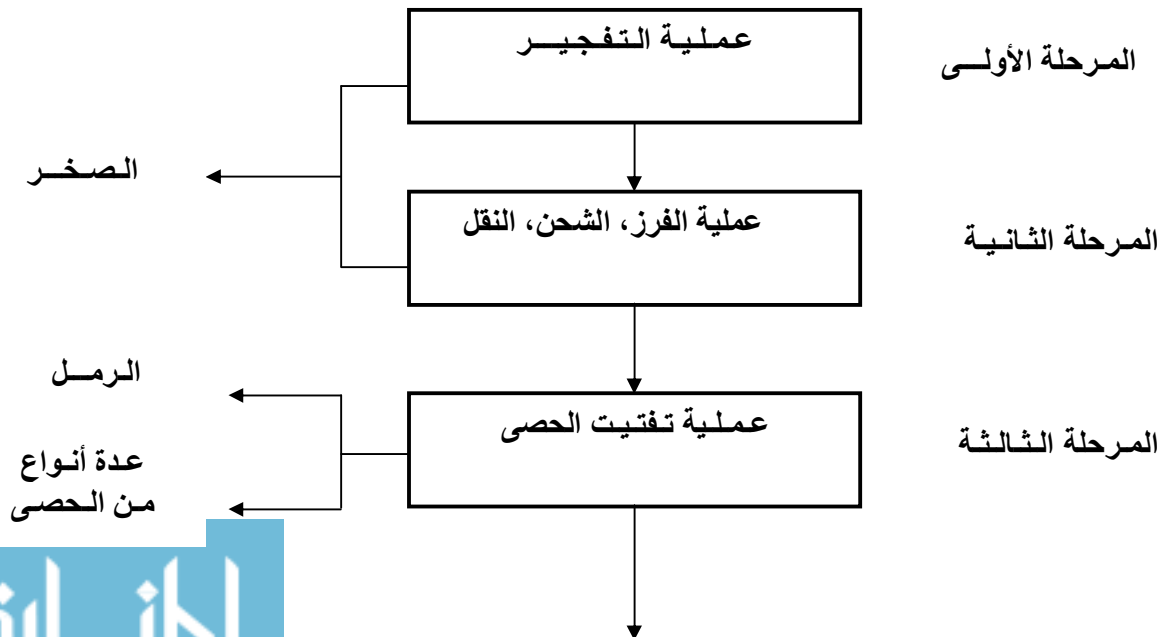 المرحلة الأولى
عملية التفجير
الصخر
المرحلة الثانية
عملية الفرز، الشحن، النقل
المرحلة الثالثة
عملية تفتيت الحصى
الرمل
عدة أنواع
من الحصى